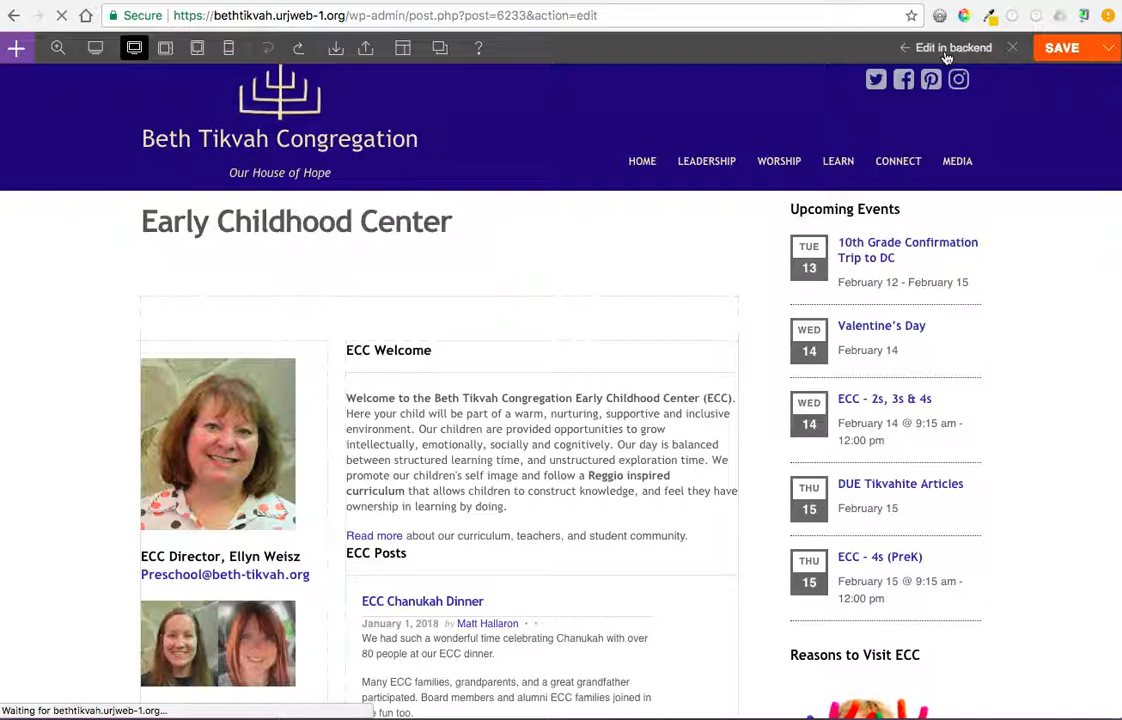 Secure https://bethtikvah.urjweb-1.org/wp-admin/post.php?post=6233&action=edit
Edit in backend
SAVE
Beth Tikvah Congregation
Our House of Hope
HOME LEADERSHIP WORSHIP LEARN CONNECT MEDIA
Early Childhood Center
ECC Director, Ellyn Weisz
Preschool@beth-tikvah.org
ECC Welcome
Welcome to the Beth Tikvah Congregation Early Childhood Center (ECC).
Here your child will be part of a warm, nurturing, supportive and inclusive
environment. Our children are provided opportunities to grow
intellectually, emotionally, socially and cognitively. Our day is balanced
between structured learning time, and unstructured exploration time. We
promote our children's self image and follow a Reggio inspired
curriculum that allows children to construct knowledge, and feel they have
ownership in learning by doing.
Read more about our curriculum, teachers, and student community.
ECC Posts
ECC Chanukah Dinner
January 1, 2018 by Matt Hallaron • •
We had such a wonderful time celebrating Chanukah with over
80 people at our ECC dinner.
Many ECC families, grandparents, and a great grandfather
participated. Board members and alumni ECC families joined in
he fun too.
Upcoming Events
TUE
13
10th Grade Confirmation
Trip to DC
February 12 - February 15
WED
14
Valentine's Day
February 14
WED
14
ECC - 2s, 3s & 4s
February 14 @ 9:15 am -
12:00 pm
THU
15
DUE Tikvahite Articles
February 15
THU
15
ECC - 4s (PreK)
February 15 @ 9:15 am -
12:00 pm
Reasons to Visit ECC
Waiting for bethtikvah.urjweb-1.org...